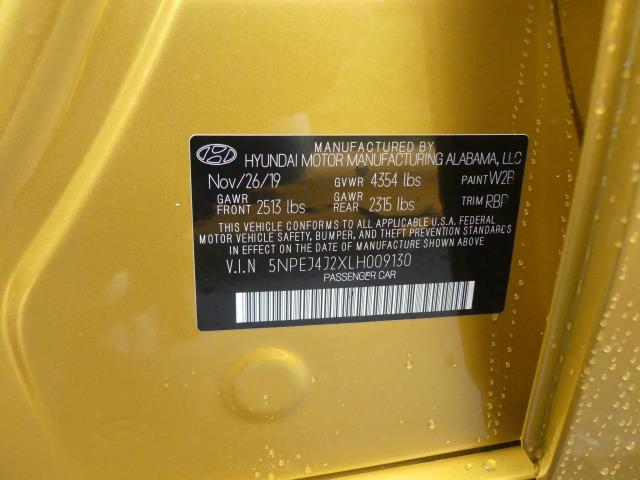 MANUFACTURED BY
HYUNDAI MOTOR MANUFACTURING ALABAMA, LLC
Nov/26/19 GVWR 4354 lbs PAINT W2B
GAWR FRONT 2513 lbs GAWR REAR 2315 lbs TRIM RBP
THIS VEHICLE CONFORMS TO ALL APPLICABLE U.S.A. FEDERAL
MOTOR VEHICLE SAFETY, BUMPER, AND THEFT PREVENTION STANDARDS
IN EFFECT ON THE DATE OF MANUFACTURE SHOWN ABOVE
V.I.N 5NPEJ4J2XLH009130
PASSENGER CAR